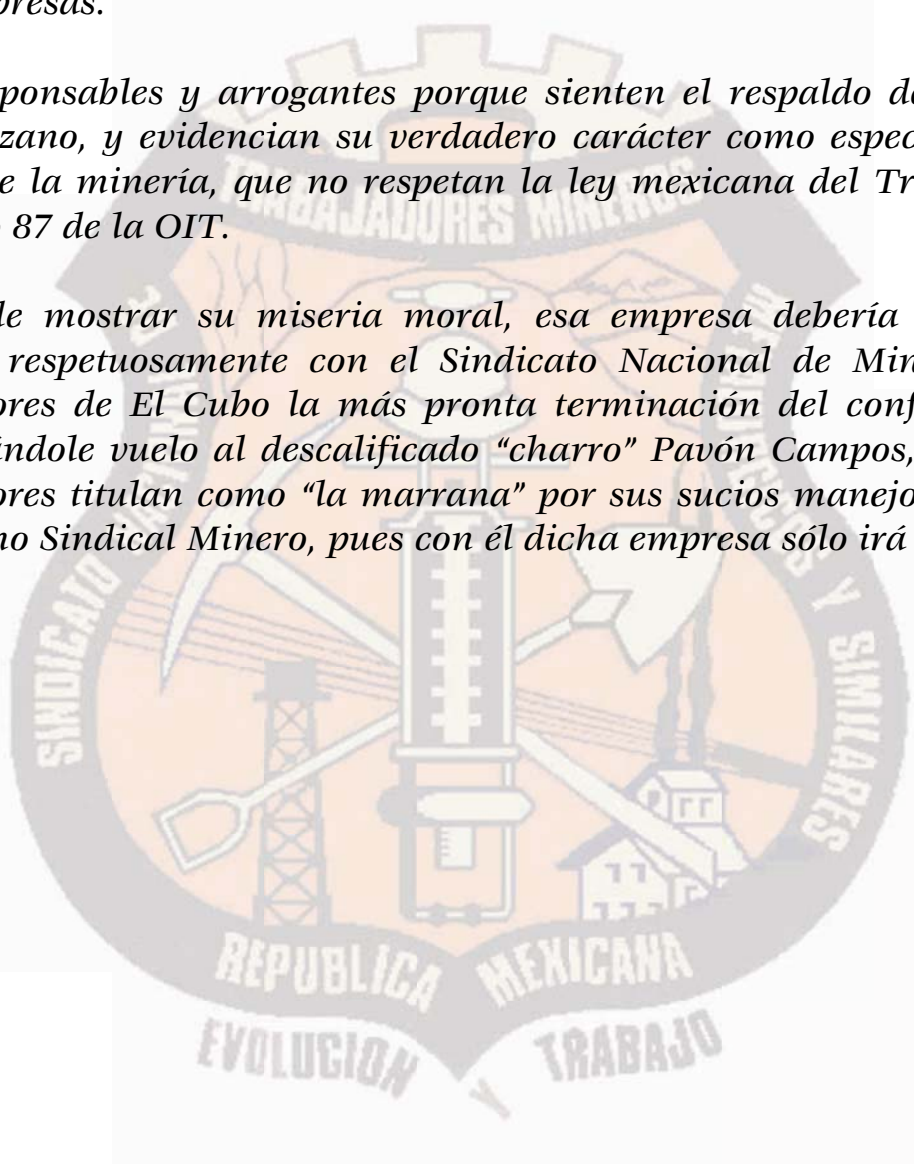 presas.
ponsables y arrogantes porque sienten el respaldo de
zano, y evidencian su verdadero carácter como espec
e la minería, que no respetan la ley mexicana del Tr
87 de la OIT.
le mostrar su miseria moral, esa empresa debería
respetuosamente con el Sindicato Nacional de Min
ores de El Cubo la más pronta terminación del conf
ndole vuelo al descalificado “charro” Pavón Campos,
ores titulan como “la marrana” por sus sucios manejo
no Sindical Minero, pues con él dicha empresa sólo irá
TRABAJADORES MINEROS
SINDICATO
DE
Y SIMILARES
REPUBLICA MEXICANA
EVOLUCION Y TRABAJO